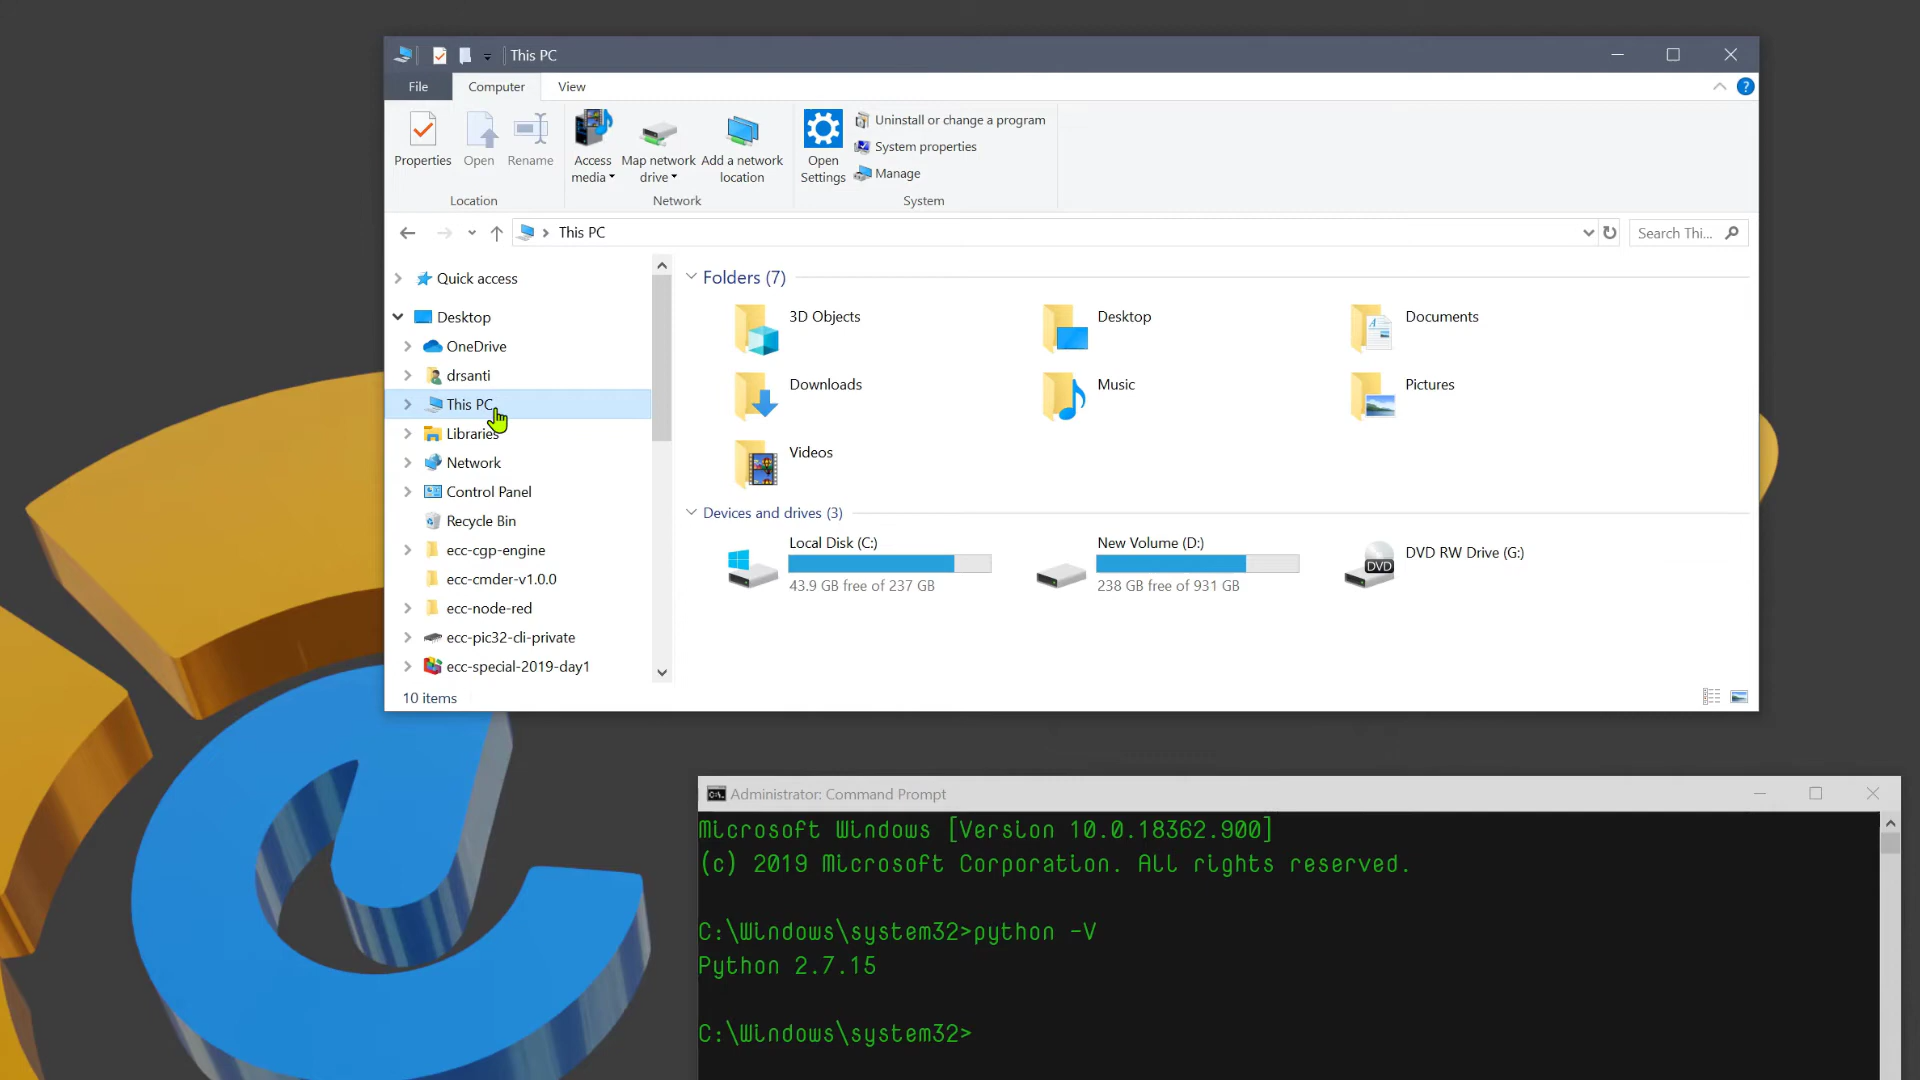 This PC
File
Computer
View
Properties
Open
Rename
Access
media
Map network
drive
Add a network
location
Open
Settings
Uninstall or change a program
System properties
Manage
Location
Network
System
This PC
Search Thi...
Quick access
Desktop
OneDrive
drsanti
This PC
Libraries
Network
Control Panel
Recycle Bin
ecc-cgp-engine
ecc-cmder-v1.0.0
ecc-node-red
ecc-pic32-cli-private
ecc-special-2019-day1
Folders (7)
3D Objects
Desktop
Documents
Downloads
Music
Pictures
Videos
Devices and drives (3)
Local Disk (C:)
43.9 GB free of 237 GB
New Volume (D:)
238 GB free of 931 GB
DVD
DVD RW Drive (G:)
10 items
Administrator: Command Prompt
Microsoft Windows [Version 10.0.18362.900]
(c) 2019 Microsoft Corporation. All rights reserved.
C:\Windows\system32>python -V
Python 2.7.15
C:\Windows\system32>